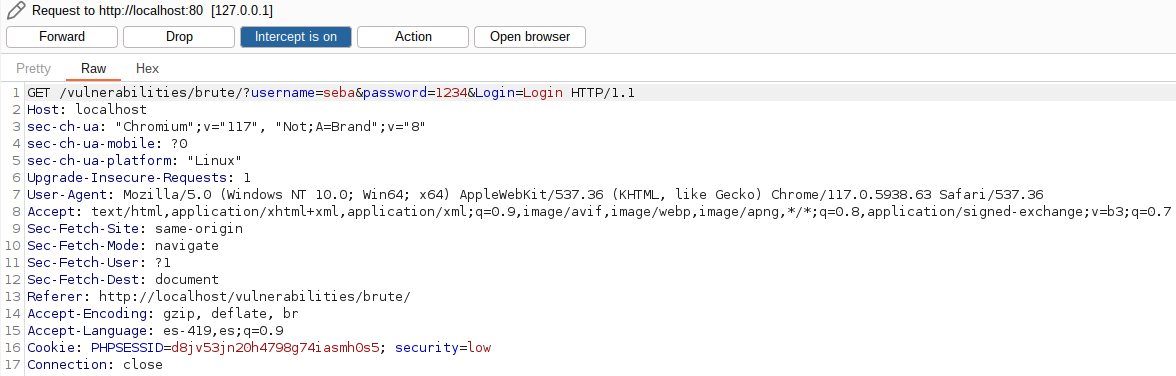 Request to http://localhost:80 [127.0.0.1]
Forward Drop Intercept is on Action Open browser
Pretty Raw Hex
1 GET /vulnerabilities/brute/?username=seba&password=1234&Login=Login HTTP/1.1
2 Host: localhost
3 sec-ch-ua: "Chromium";v="117", "Not;A=Brand";v="8"
4 sec-ch-ua-mobile: ?0
5 sec-ch-ua-platform: "Linux"
6 Upgrade-Insecure-Requests: 1
7 User-Agent: Mozilla/5.0 (Windows NT 10.0; Win64; x64) AppleWebKit/537.36 (KHTML, like Gecko) Chrome/117.0.5938.63 Safari/537.36
8 Accept: text/html,application/xhtml+xml,application/xml;q=0.9,image/avif,image/webp,image/apng,*/*;q=0.8,application/signed-exchange;v=b3;q=0.7
9 Sec-Fetch-Site: same-origin
10 Sec-Fetch-Mode: navigate
11 Sec-Fetch-User: ?1
12 Sec-Fetch-Dest: document
13 Referer: http://localhost/vulnerabilities/brute/
14 Accept-Encoding: gzip, deflate, br
15 Accept-Language: es-419,es;q=0.9
16 Cookie: PHPSESSID=d8jv53jn20h4798g74iasmh0s5; security=low
17 Connection: close